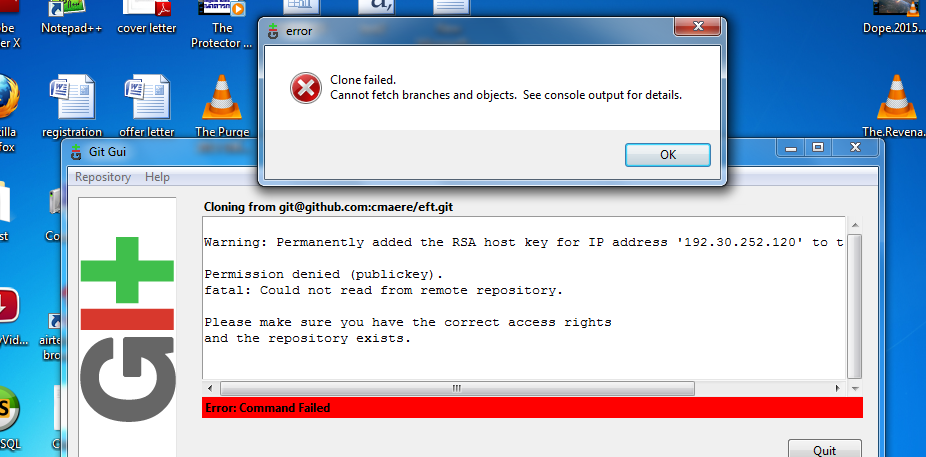 Notepad++
cover letter
The
Protector ...
Dope.2015...
er X
registration
offer letter
The Purge
The.Revena...
fox
error
Clone failed.
Cannot fetch branches and objects. See console output for details.
OK
Git Gui
Repository Help
Cloning from git@github.com:cmaere/eft.git
Warning: Permanently added the RSA host key for IP address '192.30.252.120' to t
Permission denied (publickey).
fatal: Could not read from remote repository.
Please make sure you have the correct access rights
and the repository exists.
Error: Command Failed
Quit
GIt
st
Co
yVid...
airte
bro
SQL